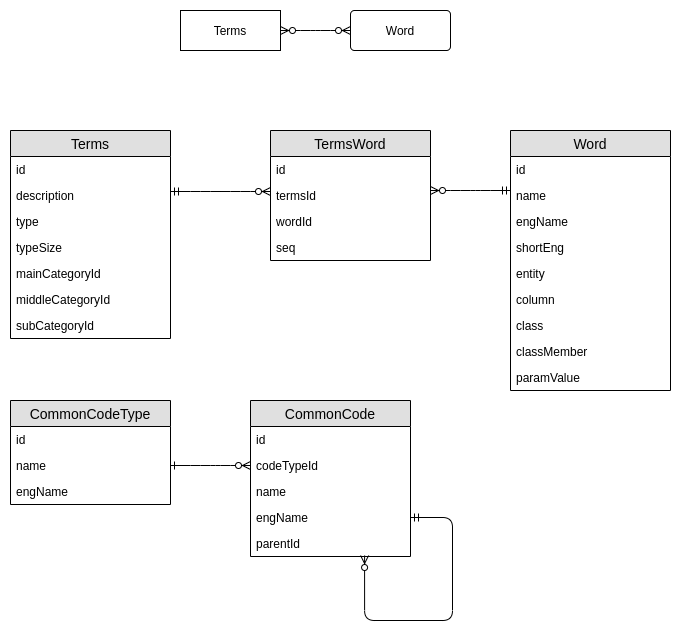 Terms
Word
Terms
id
description
type
typeSize
mainCategoryId
middleCategoryId
subCategoryId
TermsWord
id
termsId
wordId
seq
Word
id
name
engName
shortEng
entity
column
class
classMember
paramValue
CommonCodeType
id
name
engName
CommonCode
id
codeTypeId
name
engName
parentId